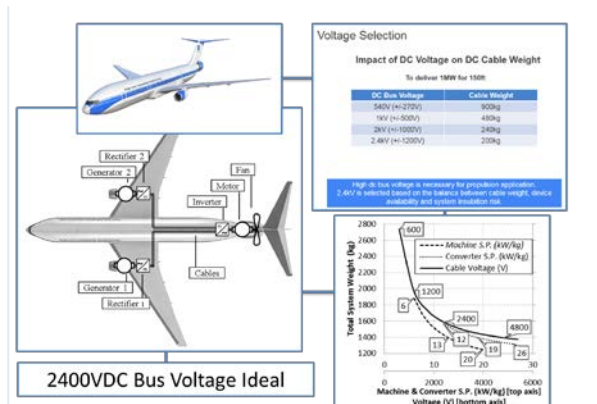 Voltage Selection
Impact of DC Voltage on DC Cable Weight
To deliver 1MW for 150ft
DC Bus Voltage Cable Weight
540V (+/-270V) 900kg
1kV (+/-500V) 480kg
2kV (+/-1000V) 240kg
2.4kV (+/-1200V) 200kg
High dc bus voltage is necessary for propulsion application.
2.4kV is selected based on the balance between cable weight, device
availability and system insulation risk
Rectifier 2
Generator 2
Fan
Motor
Inverter
Cables
Generator 1
Rectifier 1
2400VDC Bus Voltage Ideal
Total System Weight (kg)
2800
2600
2400
2200
2000
1800
1600
1400
1200
600
Machine S.P. (kW/kg)
Converter S.P. (kW/kg)
Cable Voltage (V)
1200
6
2400
4800
13
12
19
20
26
0 10 20 30
0 2000 4000 6000
Machine & Converter S.P. (kW/kg) [top axis]
Voltage (V) [bottom axis]